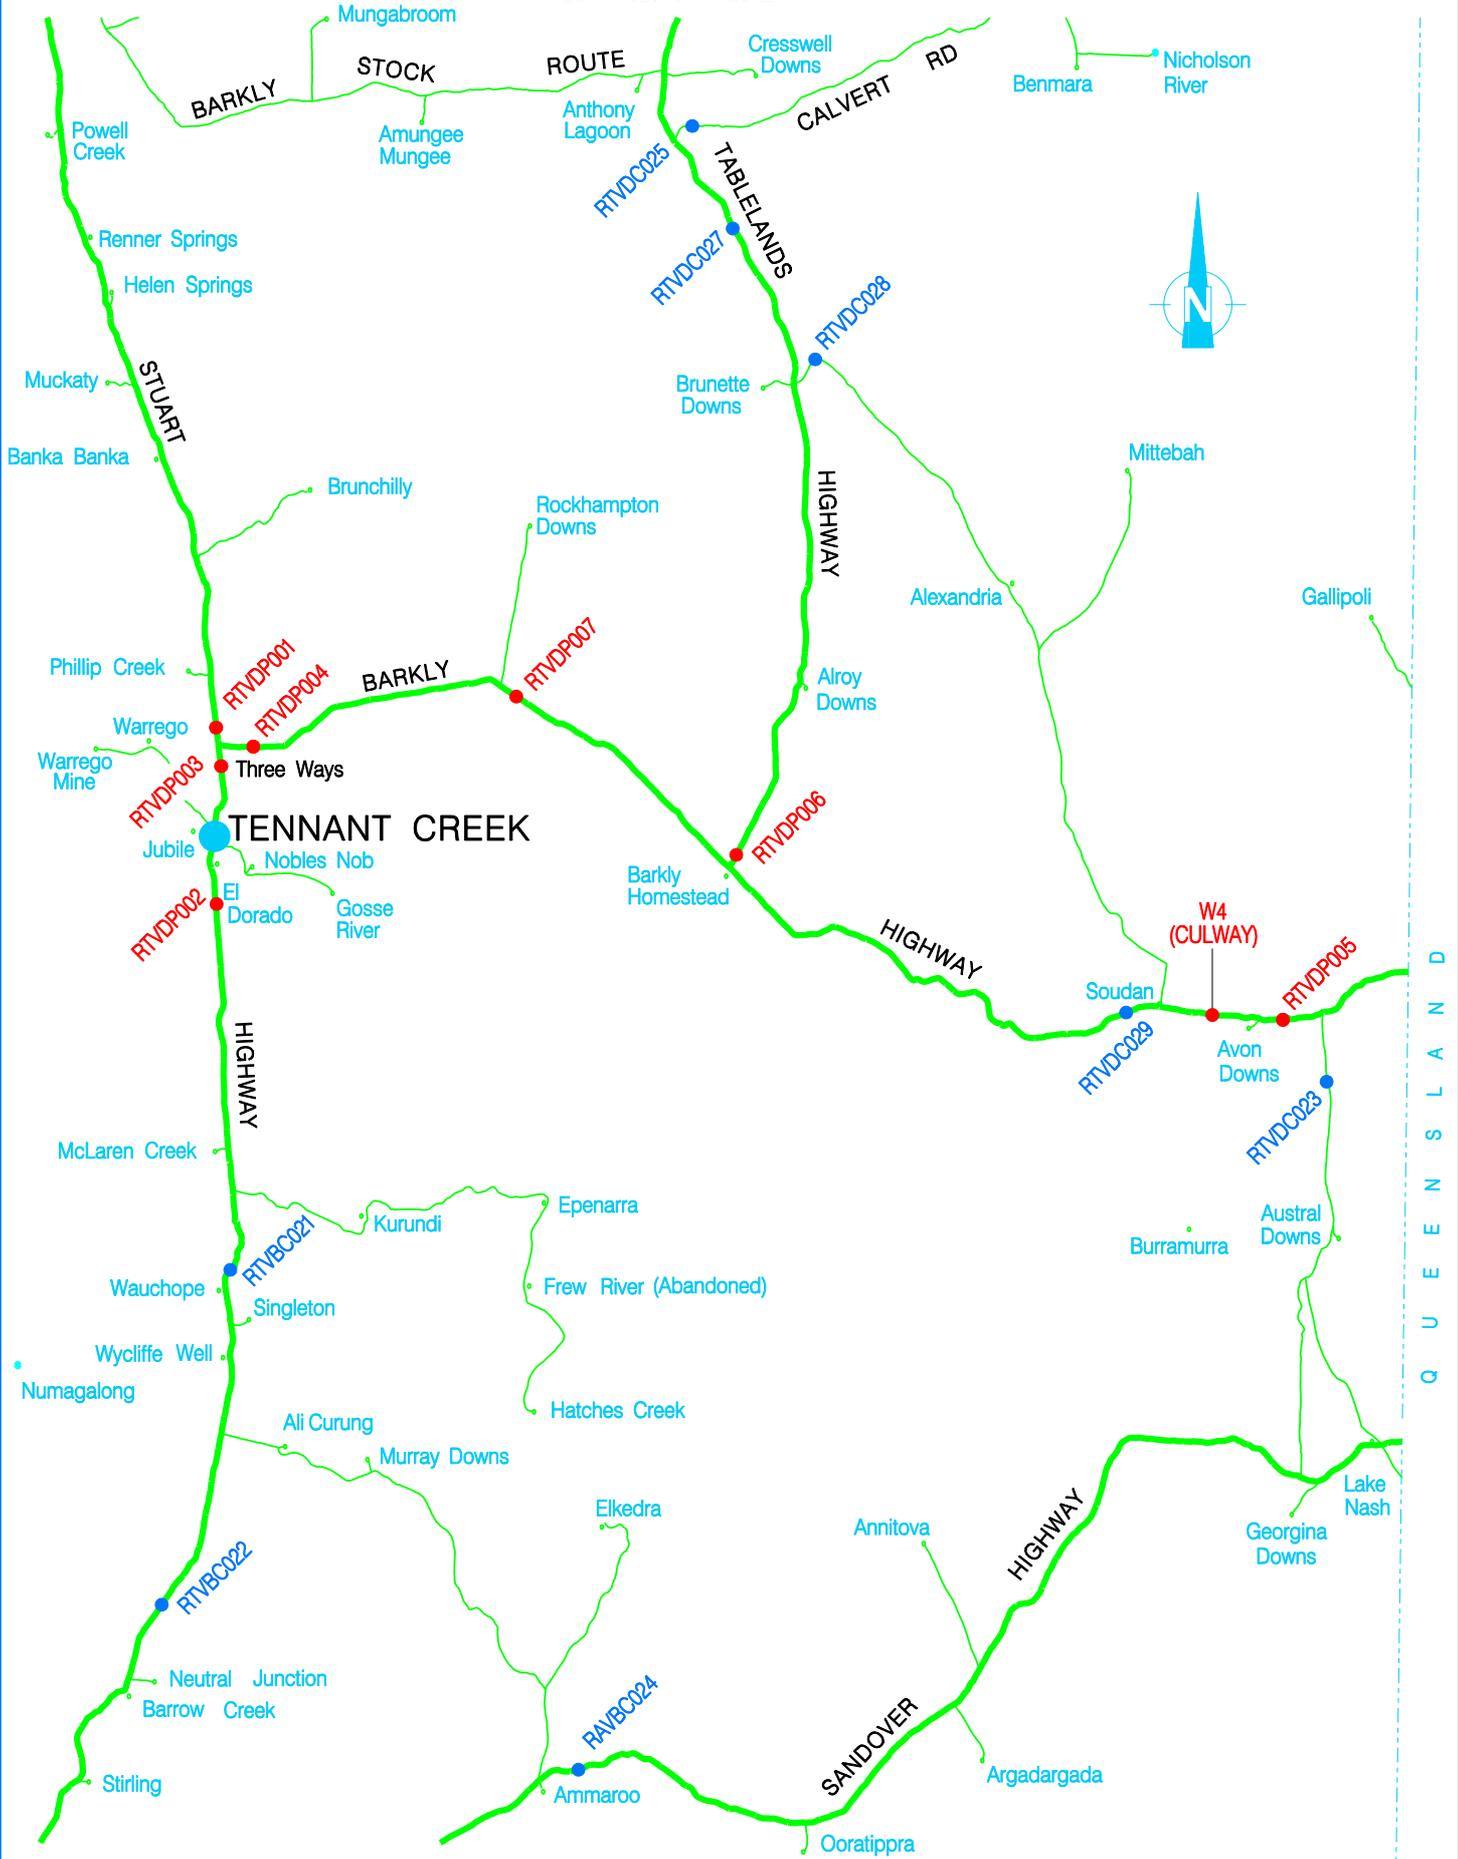 Mungabroom
BARKLY
STOCK
ROUTE
Cresswell
Downs
CALVERT
RD
Benmara
Nicholson
River
Powell
Creek
Amungee
Mungee
Anthony
Lagoon
RTVDC025
TABLELANDS
Renner Springs
RTVDC027
Helen Springs
RTVDC028
N
Muckaty
STUART
Brunette
Downs
Banka Banka
Brunchilly
Mittebah
Rockhampton
Downs
HIGHWAY
Alexandria
Gallipoli
Phillip Creek
RTVDP001
RTVDP004
BARKLY
RTVDP007
Alroy
Downs
Warrego
Warrego
Mine
RTVDP003
Three Ways
TENNANT CREEK
Jubile
Nobles Nob
RTVDP006
Barkly
Homestead
El
Dorado
RTVDP002
Gosse
River
HIGHWAY
W4
(CULWAY)
RTVDP005
Soudan
RTVDC029
Avon
Downs
HIGHWAY
RTVDC023
QUEENSLAND
McLaren Creek
Kurundi
Epenarra
Austral
Downs
Burramurra
RTVBC021
Wauchope
Frew River (Abandoned)
Singleton
Wycliffe Well
Numagalong
Ali Curung
Hatches Creek
Murray Downs
Lake
Nash
Elkedra
Annitova
HIGHWAY
Georgina
Downs
RTVBC022
Neutral Junction
Barrow Creek
RAVBC024
SANDOVER
Stirling
Ammaroo
Argadargada
Ooratippra